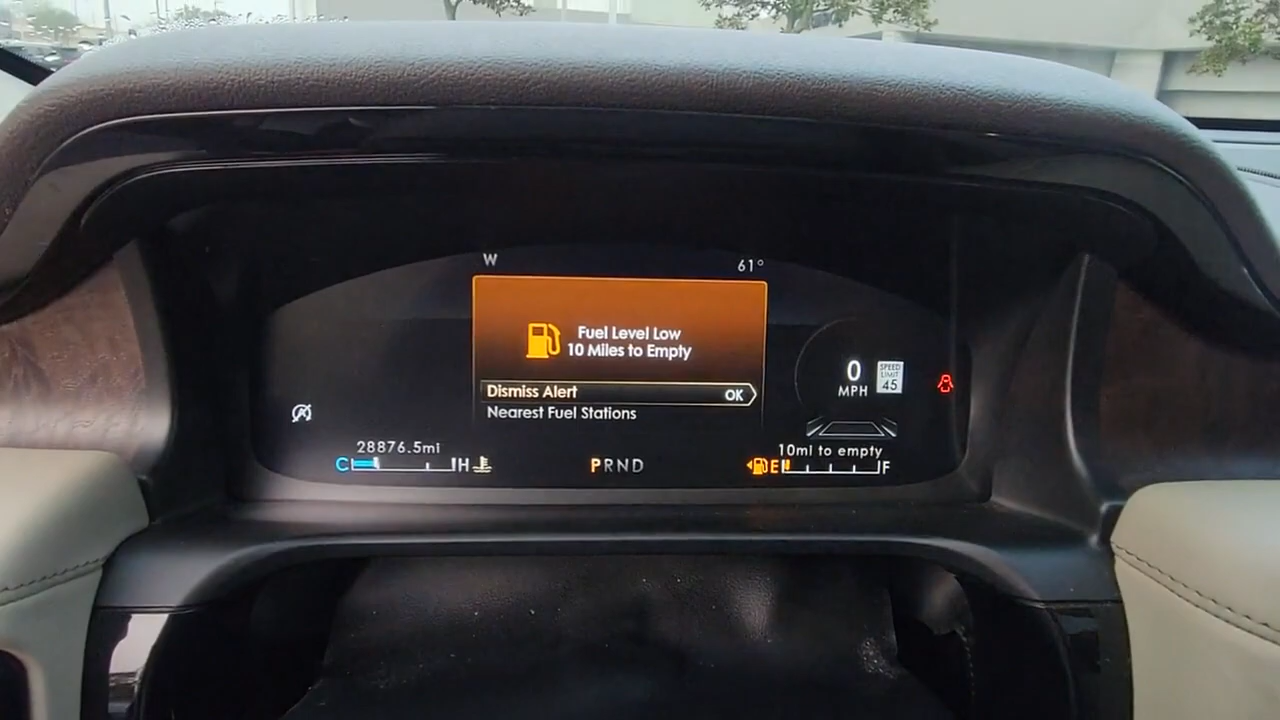 W
61°
Fuel Level Low
10 Miles to Empty
Dismiss Alert
OK
Nearest Fuel Stations
0
MPH
SPEED
LIMIT
45
28876.5mi
C
H
PRND
10mi to empty
E
F